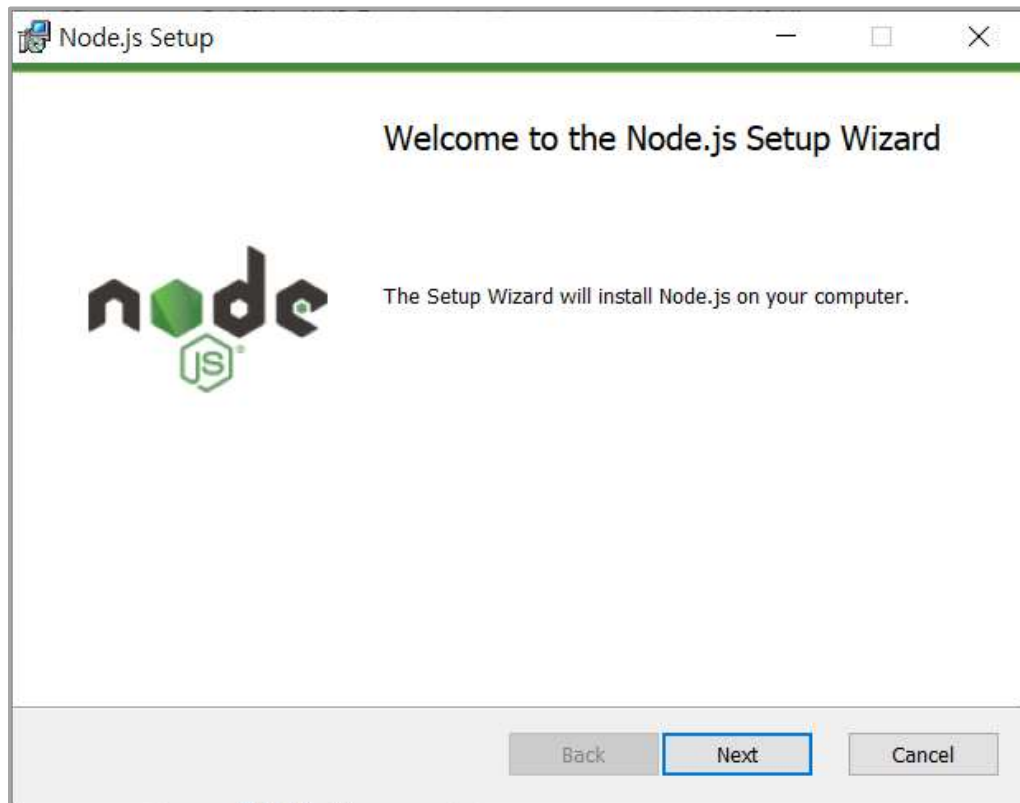 Node.js Setup
Welcome to the Node.js Setup Wizard
The Setup Wizard will install Node.js on your computer.
node
JS
Back
Next
Cancel